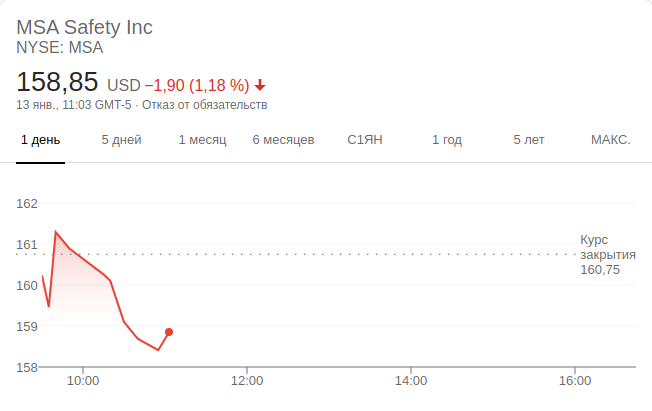 MSA Safety Inc
NYSE: MSA
158,85 USD −1,90 (1,18 %)
13 янв., 11:03 GMT-5 · Отказ от обязательств
1 день 5 дней 1 месяц 6 месяцев С1ЯН 1 год 5 лет МАКС.
162
161
160
159
158
Курс
закрытия
160,75
10:00 12:00 14:00 16:00